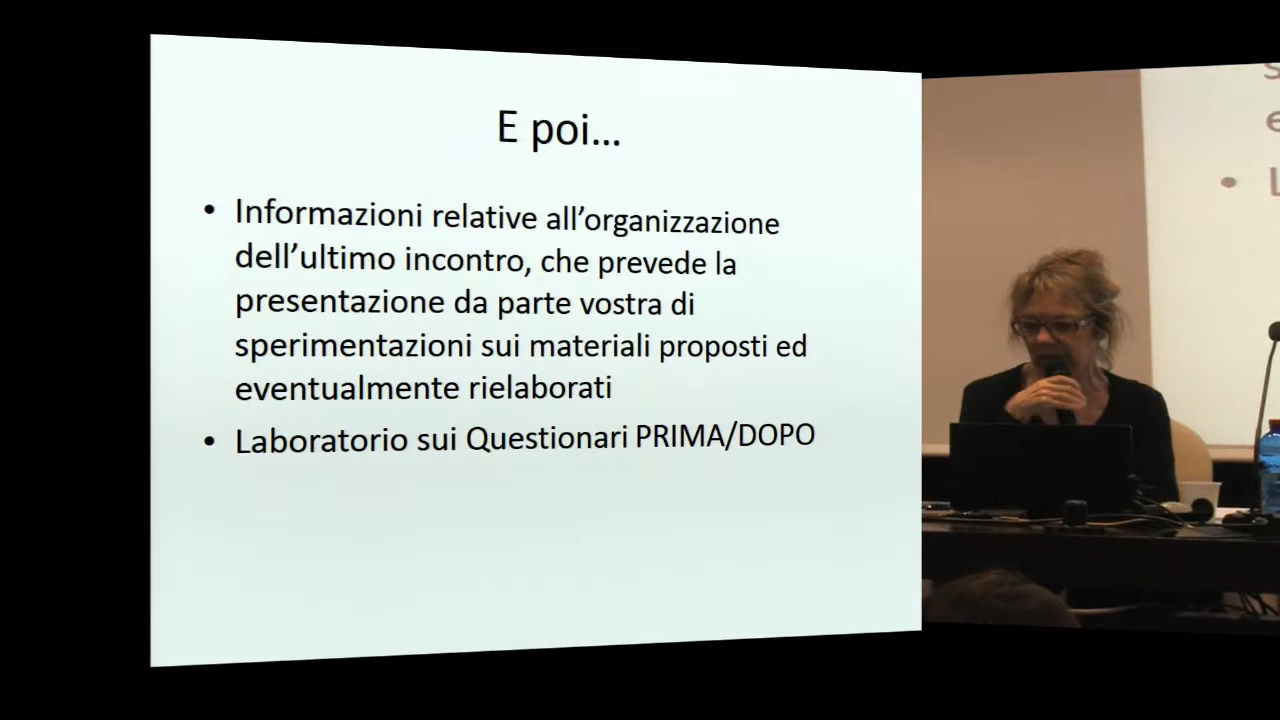 E poi...
• Informazioni relative all’organizzazione
dell’ultimo incontro, che prevede la
presentazione da parte vostra di
sperimentazioni sui materiali proposti ed
eventualmente rielaborati
• Laboratorio sui Questionari PRIMA/DOPO